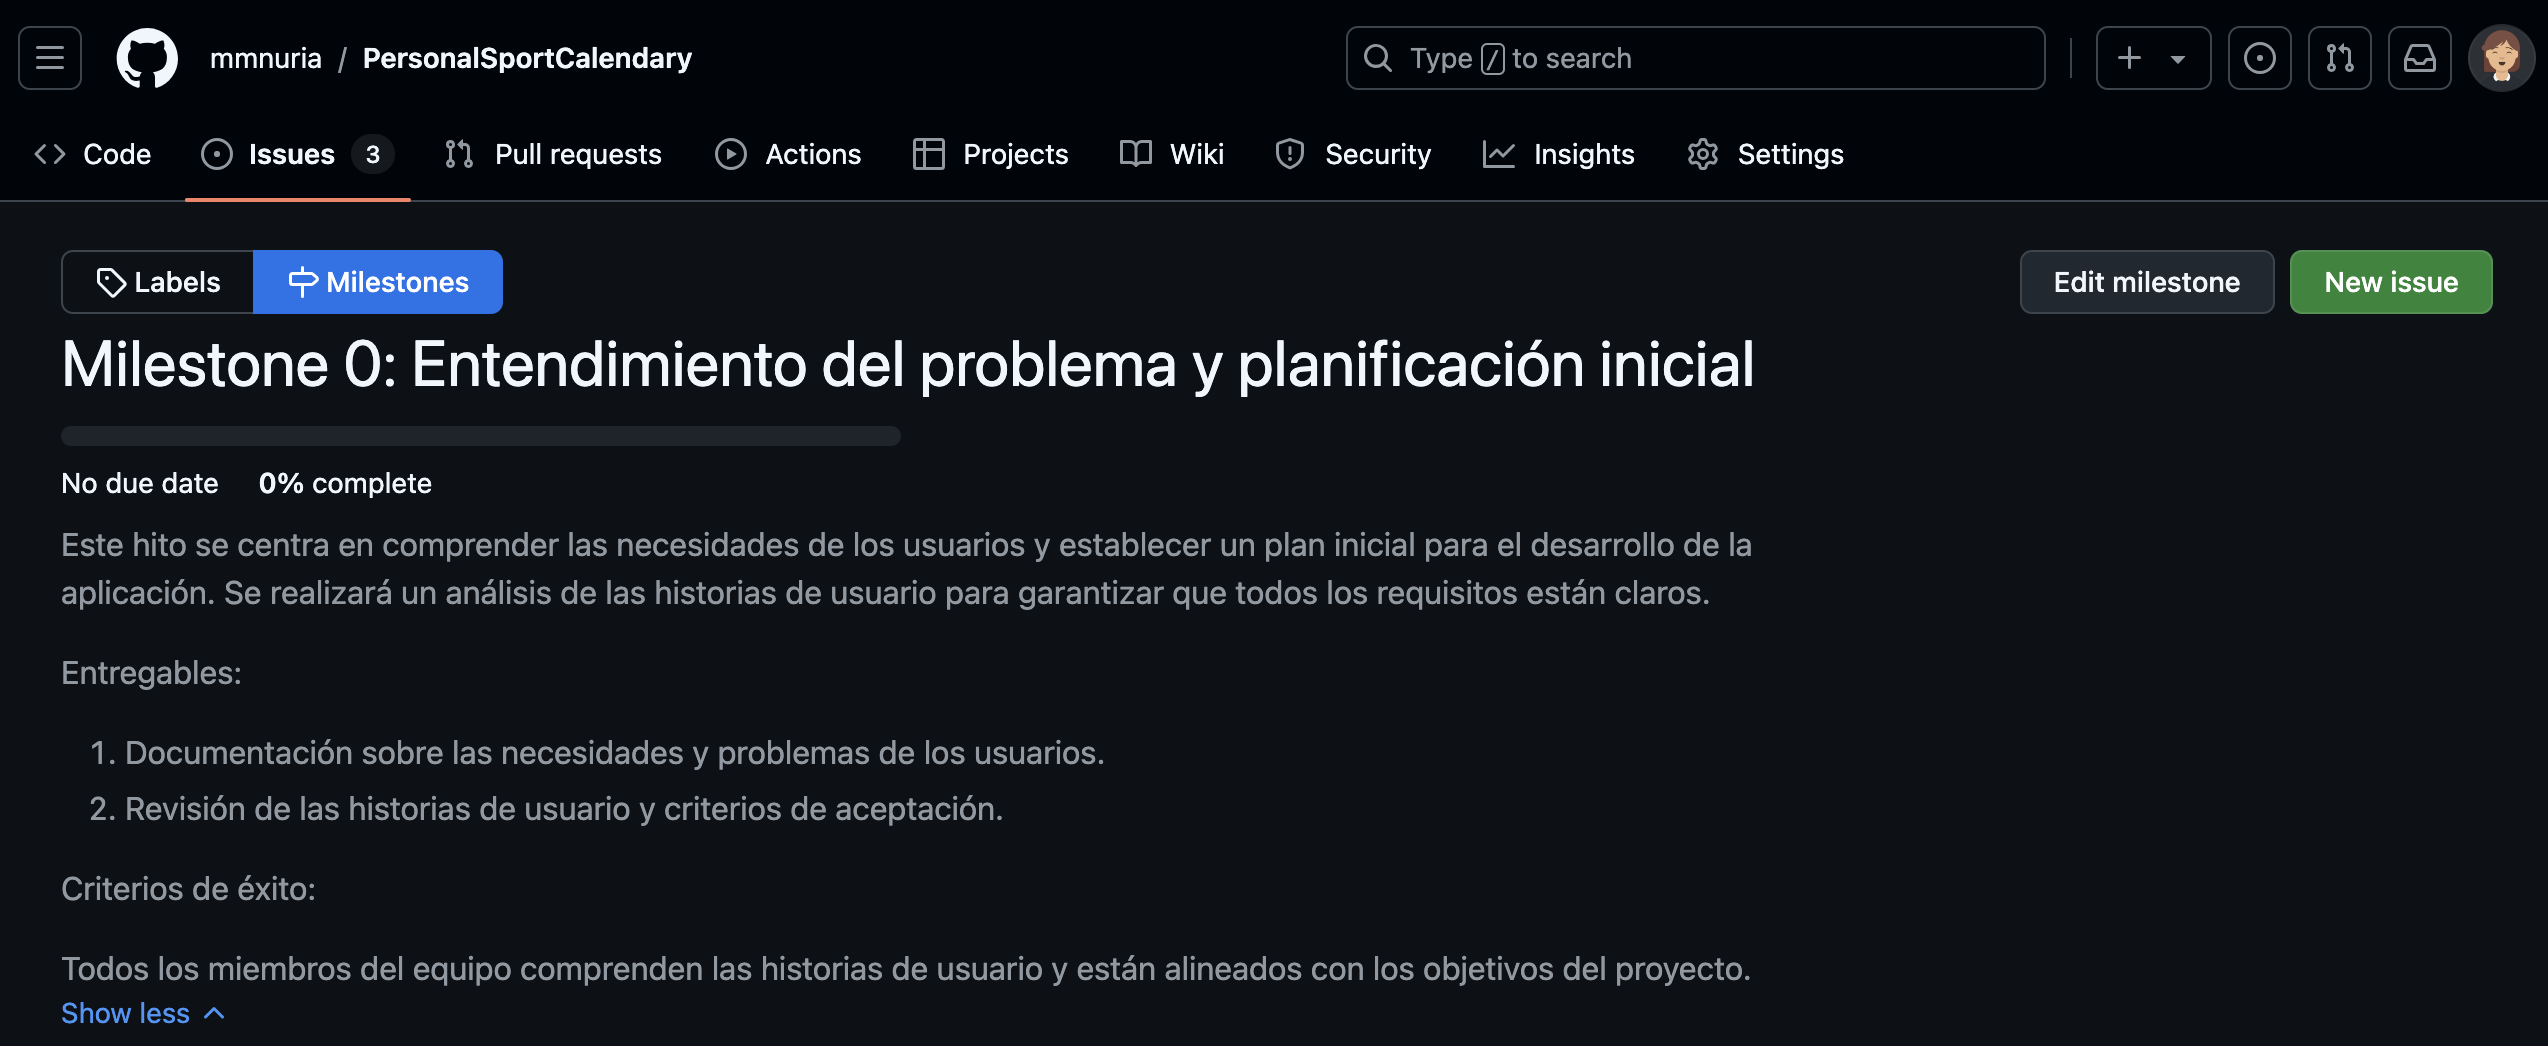 mmnuria / PersonalSportCalendary
Type / to search
Code
Issues 3
Pull requests
Actions
Projects
Wiki
Security
Insights
Settings
Labels
Milestones
Edit milestone
New issue
Milestone 0: Entendimiento del problema y planificación inicial
No due date 0% complete
Este hito se centra en comprender las necesidades de los usuarios y establecer un plan inicial para el desarrollo de la
aplicación. Se realizará un análisis de las historias de usuario para garantizar que todos los requisitos están claros.
Entregables:
1. Documentación sobre las necesidades y problemas de los usuarios.
2. Revisión de las historias de usuario y criterios de aceptación.
Criterios de éxito:
Todos los miembros del equipo comprenden las historias de usuario y están alineados con los objetivos del proyecto.
Show less